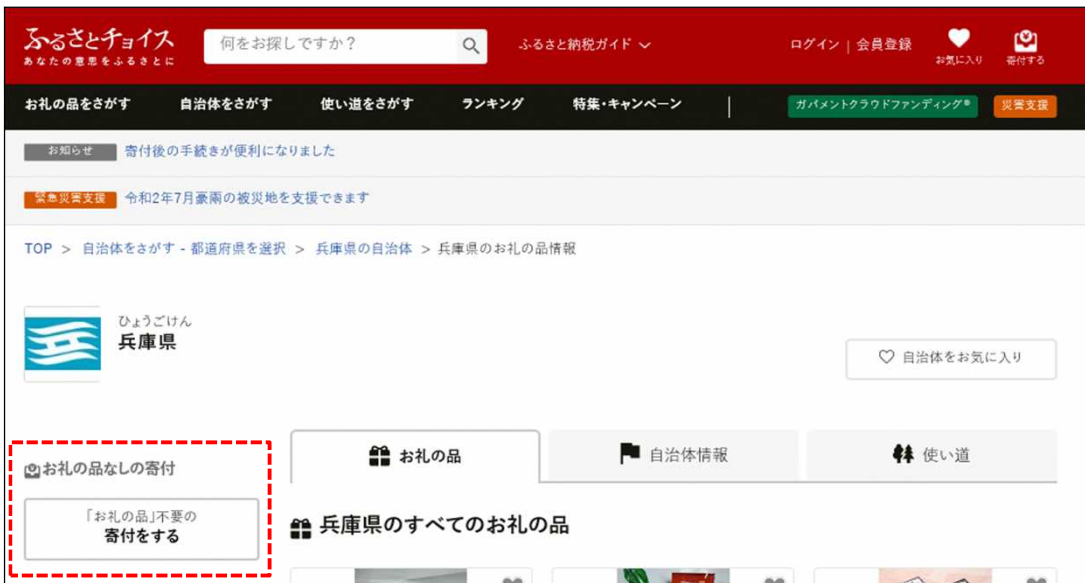 ふるさとチョイス
あなたの意思をふるさとに
何をお探しですか?
ふるさと納税ガイド
ログイン | 会員登録
お気に入り
寄付する
お礼の品をさがす 自治体をさがす 使い道をさがす ランキング 特集・キャンペーン
ガバメントクラウドファンディング®
災害支援
お知らせ 寄付後の手続きが便利になりました
緊急災害支援 令和2年7月豪雨の被災地を支援できます
TOP > 自治体をさがす - 都道府県を選択 > 兵庫県の自治体 > 兵庫県のお礼の品情報
ひょうごけん
兵庫県
自治体をお気に入り
お礼の品なしの寄付
「お礼の品」不要の
寄付をする
お礼の品
自治体情報
使い道
兵庫県のすべてのお礼の品